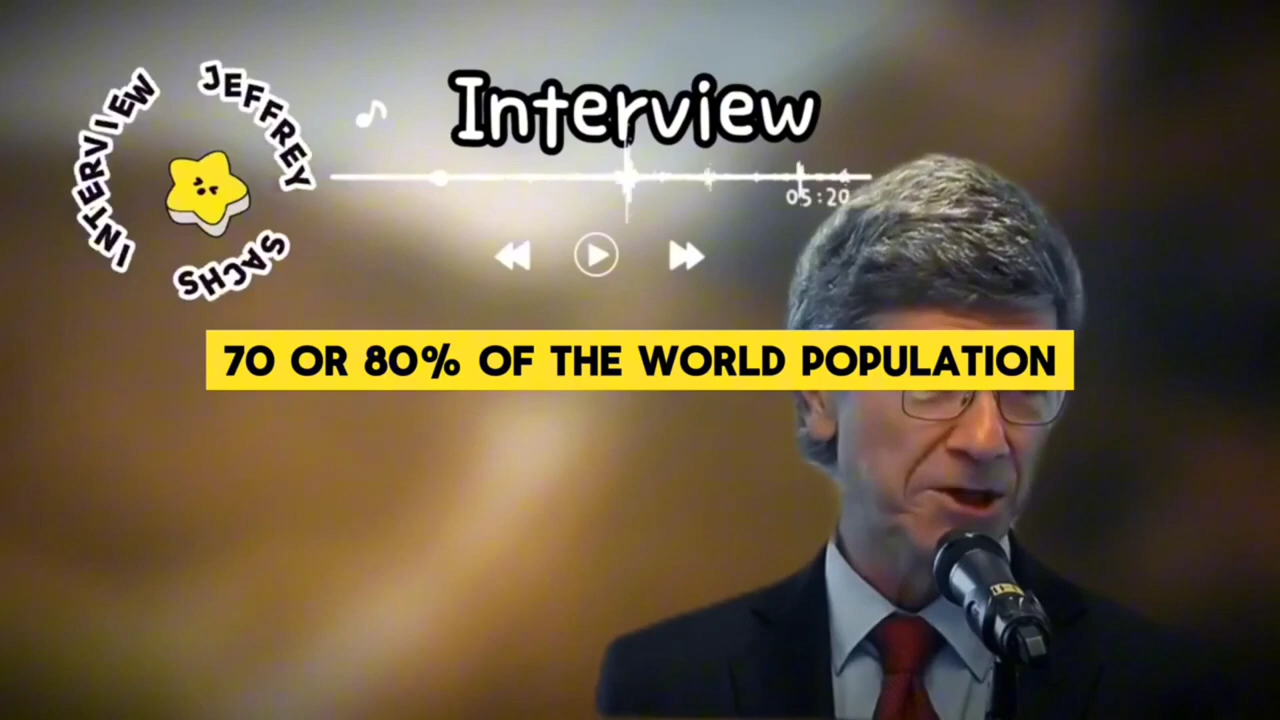 INTERVIEW
JEFFREY
SACHS
Interview
05:20
70 OR 80% OF THE WORLD POPULATION